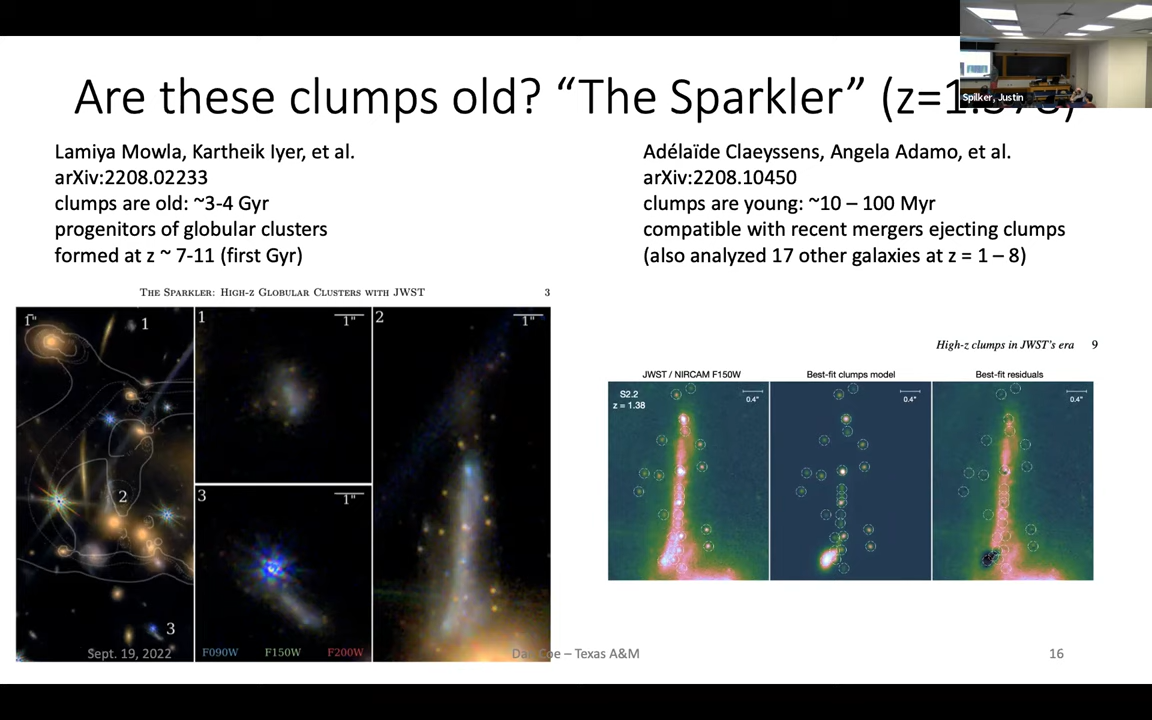 Are these clumps old? “The Sparkler” (z=1.378)
Spilker, Justin
Lamiya Mowla, Kartheik Iyer, et al.
arXiv:2208.02233
clumps are old: ~3-4 Gyr
progenitors of globular clusters
formed at z ~ 7-11 (first Gyr)
Adélaïde Claeyssens, Angela Adamo, et al.
arXiv:2208.10450
clumps are young: ~10 – 100 Myr
compatible with recent mergers ejecting clumps
(also analyzed 17 other galaxies at z = 1 – 8)
The Sparkler: High-z Globular Clusters with JWST 3
1"
1
2
3
1
1"
3
1"
F090W F150W F200W
2
1"
High-z clumps in JWST's era 9
JWST / NIRCAM F150W
Best-fit clumps model
Best-fit residuals
S2.2
z = 1.38
0.4"
0.4"
0.4"
Sept. 19, 2022
Dan Coe – Texas A&M
16